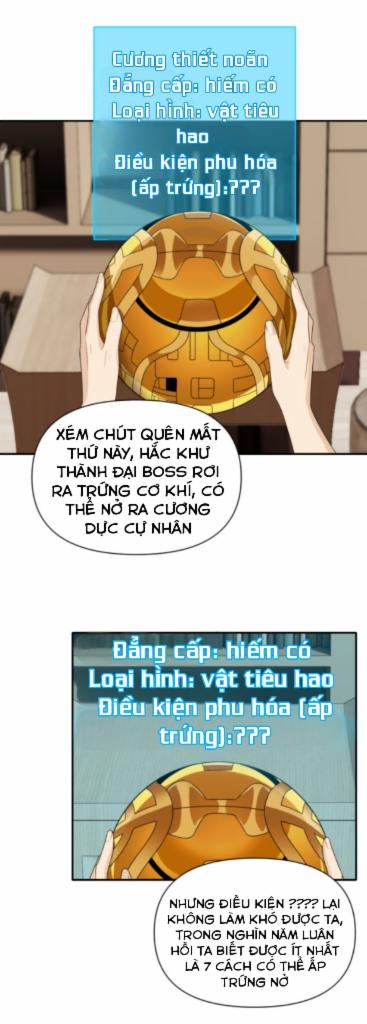 Cương thiết noãn
Đẳng cấp: hiếm có
Loại hình: vật tiêu
hao
Điều kiện phu hóa
(ấp trứng):???
XÉM CHÚT QUÊN MẤT
THỨ NÀY, HẮC KHƯ
THÀNH ĐẠI BOSS RƠI
RA TRỨNG CƠ KHÍ, CÓ
THỂ NỞ RA CƯƠNG
DỰC CỰ NHÂN
Đẳng cấp: hiếm có
Loại hình: vật tiêu hao
Điều kiện phu hóa (ấp
trứng):???
NHƯNG ĐIỀU KIỆN ???? LẠI
KHÔNG LÀM KHÓ ĐƯỢC TA,
TRONG NGHÌN NĂM LUÂN
HỒI TA BIẾT ĐƯỢC ÍT NHẤT
LÀ 7 CÁCH CÓ THỂ ẤP
TRỨNG NỞ